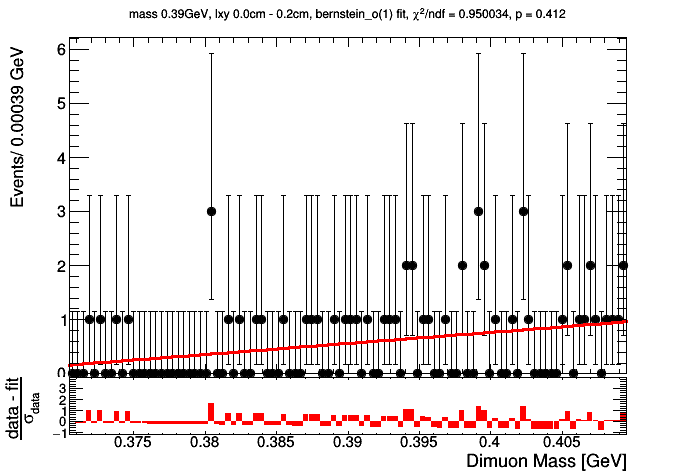 mass 0.39GeV, lxy 0.0cm - 0.2cm, bernstein_o(1) fit, χ²/ndf = 0.950034, p = 0.412
Events/ 0.00039 GeV
6
5
4
3
2
1
0
data - fit
σdata
3
2
1
0
−1
0.375 0.38 0.385 0.39 0.395 0.4 0.405
Dimuon Mass [GeV]